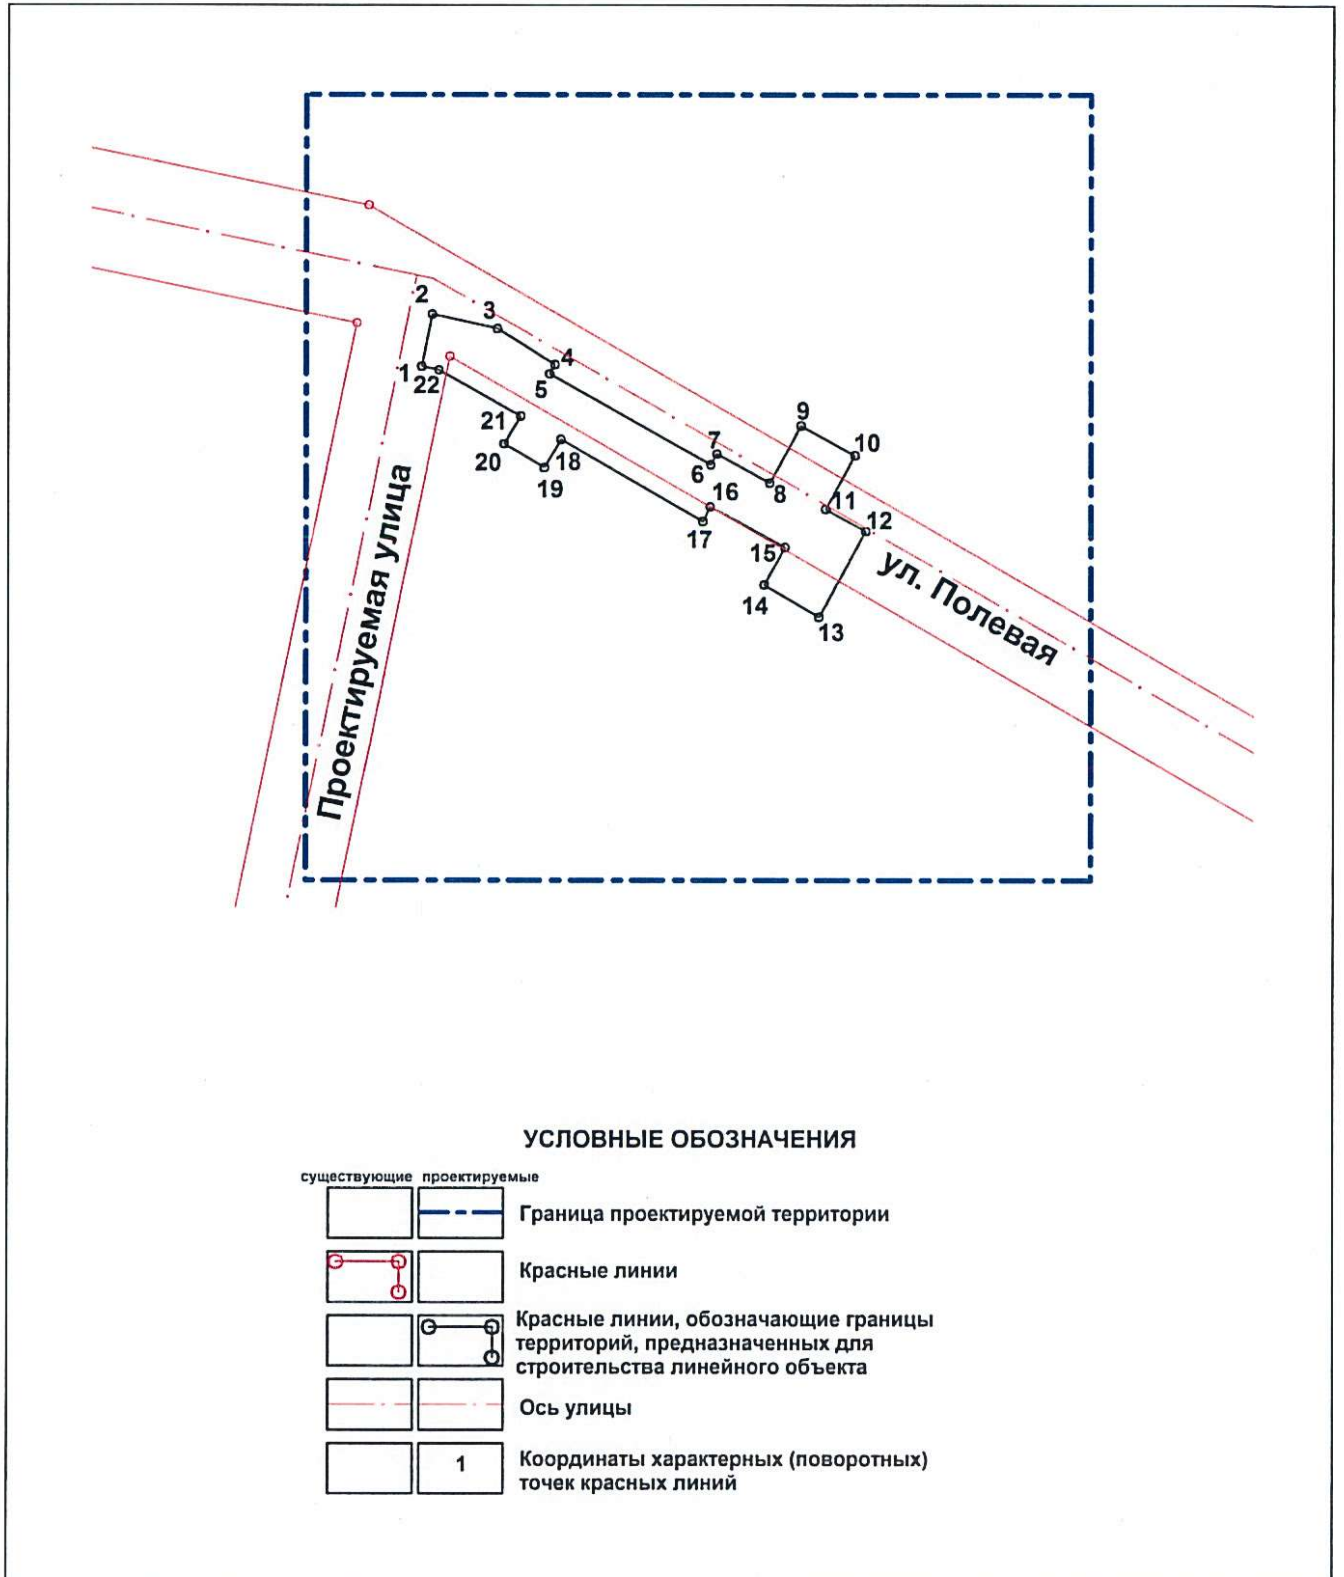 2
3
4
1
22
5
9
21
7
10
20
18
6
19
8
16
11
12
17
15
14
13
ул. Полевая
Проектируемая улица
УСЛОВНЫЕ ОБОЗНАЧЕНИЯ
существующие проектируемые
Граница проектируемой территории
Красные линии
Красные линии, обозначающие границы
территорий, предназначенных для
строительства линейного объекта
Ось улицы
1
Координаты характерных (поворотных)
точек красных линий